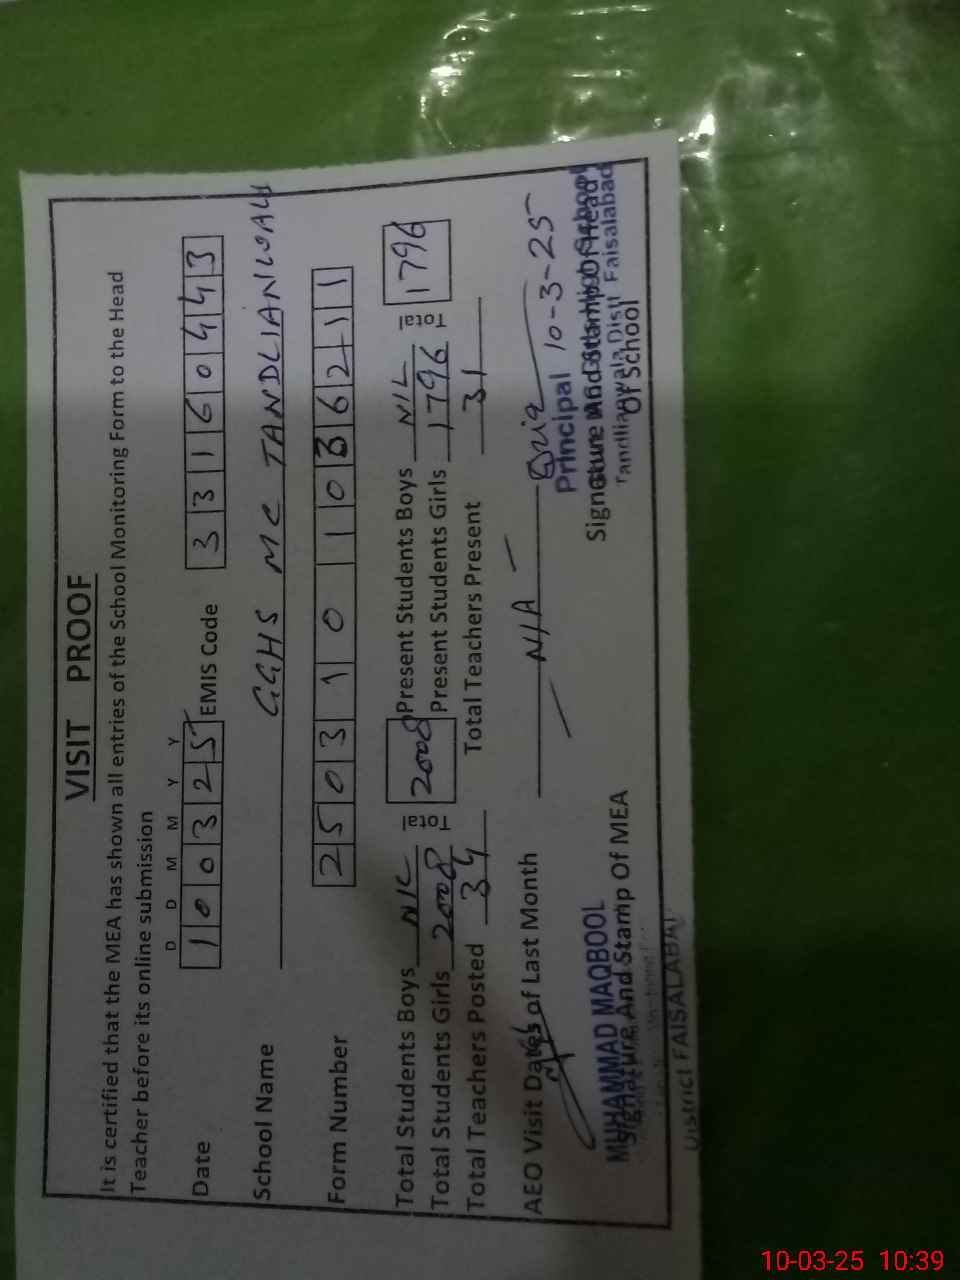 VISIT PROOF
It is certified that the MEA has shown all entries of the School Monitoring Form to the Head
Teacher before its online submission
D D M M Y Y
Date 1 0 0 3 2 5 EMIS Code 3 3 1 6 0 4 4 3
School Name GGHS MC TANDLIANWALA
Form Number 2 5 0 3 1 0 1 0 3 6 2 1 1
Total Students Boys NIL Total 2008 Present Students Boys NIL Total 1796
Total Students Girls 2008 Present Students Girls 1796
Total Teachers Posted 34 Total Teachers Present 31
AEO Visit Dates of Last Month — N/A —
Principal 10-3-25
MUHAMMAD MAQBOOL
Signature And Stamp Of MEA Signature And Stamp Of Head
Tandlianwala Distt Faisalabad
Of School
District FAISALABAD
10-03-25 10:39